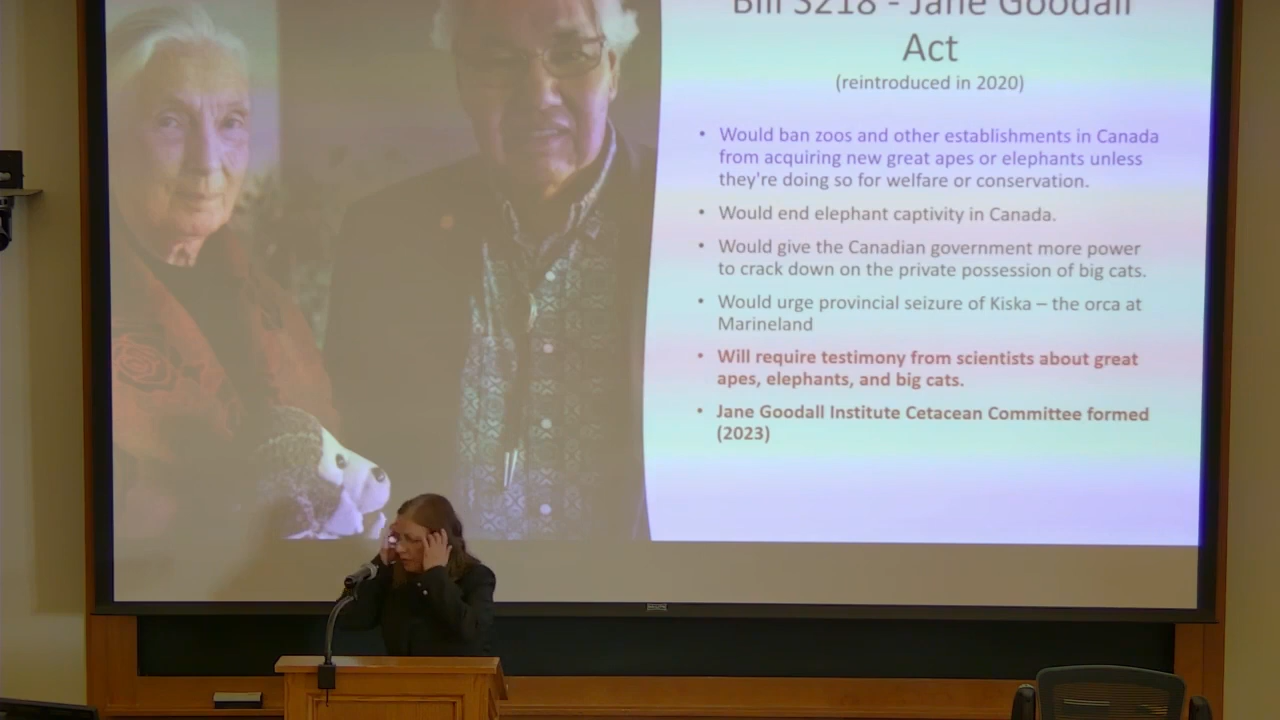 Bill S218 - Jane Goodall
Act
(reintroduced in 2020)
• Would ban zoos and other establishments in Canada
from acquiring new great apes or elephants unless
they're doing so for welfare or conservation.
• Would end elephant captivity in Canada.
• Would give the Canadian government more power
to crack down on the private possession of big cats.
• Would urge provincial seizure of Kiska – the orca at
Marineland
• Will require testimony from scientists about great
apes, elephants, and big cats.
• Jane Goodall Institute Cetacean Committee formed
(2023)